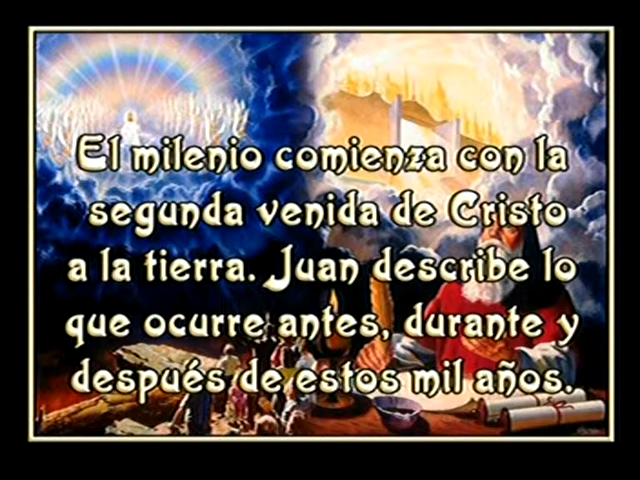 El milenio comienza con la
segunda venida de Cristo
a la tierra. Juan describe lo
que ocurre antes, durante y
después de estos mil años.